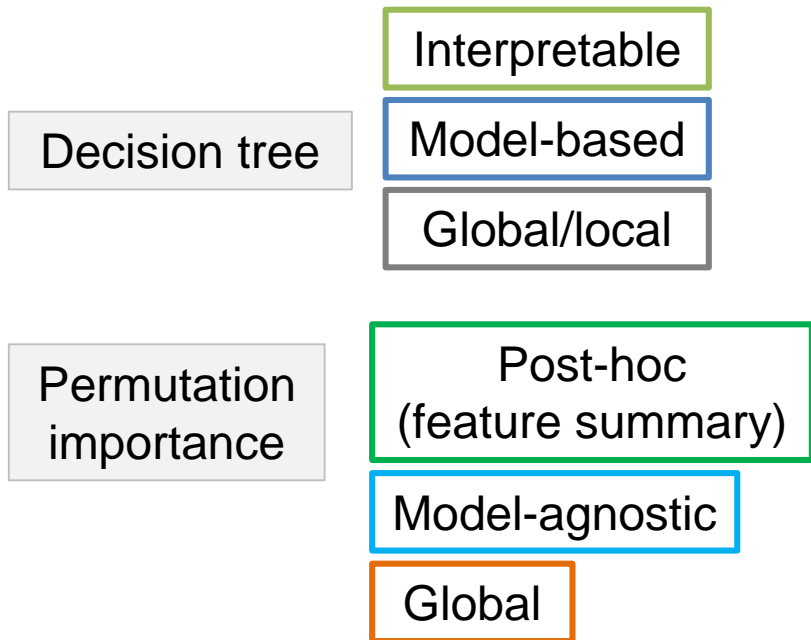 Interpretable
Decision tree
Model-based
Global/local
Permutation
importance
Post-hoc
(feature summary)
Model-agnostic
Global